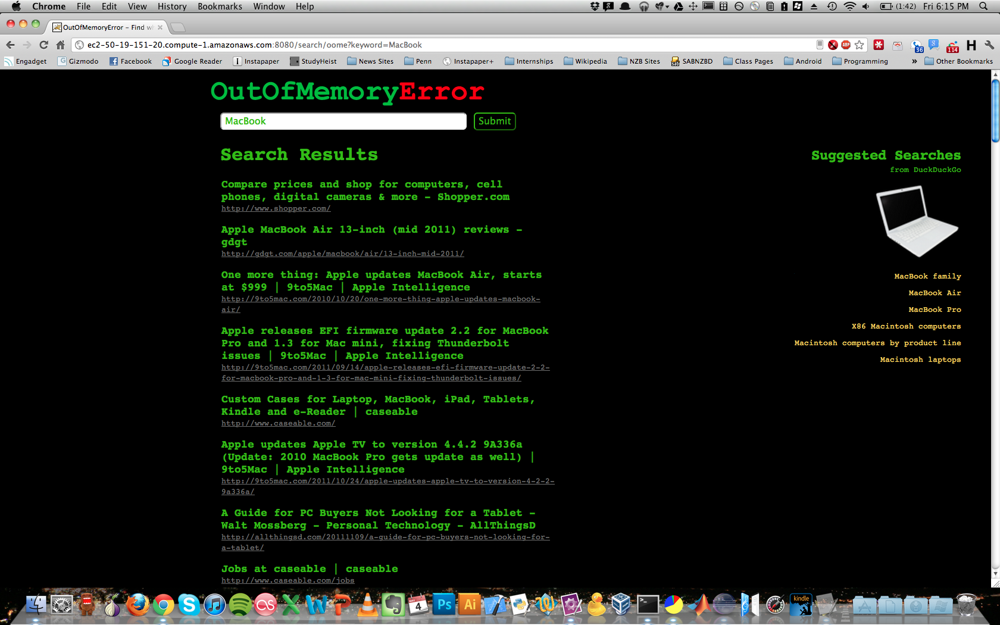 Chrome File Edit View History Bookmarks Window Help (1:42) Fri 6:15 PM
OutOfMemoryError – Find w
ec2-50-19-151-20.compute-1.amazonaws.com:8080/search/oome?keyword=MacBook ABP 36 114 H
Engadget Gizmodo Facebook Google Reader Instapaper StudyHeist News Sites Penn Instapaper+ Internships Wikipedia NZB Sites SABNZBD Class Pages Android Programming » Other Bookmarks
OutOfMemoryError
MacBook Submit
Search Results
Compare prices and shop for computers, cell
phones, digital cameras & more - Shopper.com
http://www.shopper.com/
Apple MacBook Air 13-inch (mid 2011) reviews -
gdgt
http://gdgt.com/apple/macbook/air/13-inch-mid-2011/
One more thing: Apple updates MacBook Air, starts
at $999 | 9to5Mac | Apple Intelligence
http://9to5mac.com/2010/10/20/one-more-thing-apple-updates-macbook-
air/
Apple releases EFI firmware update 2.2 for MacBook
Pro and 1.3 for Mac mini, fixing Thunderbolt
issues | 9to5Mac | Apple Intelligence
http://9to5mac.com/2011/09/14/apple-releases-efi-firmware-update-2-2-
for-macbook-pro-and-1-3-for-mac-mini-fixing-thunderbolt-issues/
Custom Cases for Laptop, MacBook, iPad, Tablets,
Kindle and e-Reader | caseable
http://www.caseable.com/
Apple updates Apple TV to version 4.4.2 9A336a
(Update: 2010 MacBook Pro gets update as well) |
9to5Mac | Apple Intelligence
http://9to5mac.com/2011/10/24/apple-updates-apple-tv-to-version-4-2-2-
9a336a/
A Guide for PC Buyers Not Looking for a Tablet -
Walt Mossberg - Personal Technology - AllThingsD
http://allthingsd.com/20111109/a-guide-for-pc-buyers-not-looking-for-
a-tablet/
Jobs at caseable | caseable
http://www.caseable.com/jobs
Suggested Searches
from DuckDuckGo
MacBook family
MacBook Air
MacBook Pro
X86 Macintosh computers
Macintosh computers by product line
Macintosh laptops
MAY 4 Ps Ai kindle